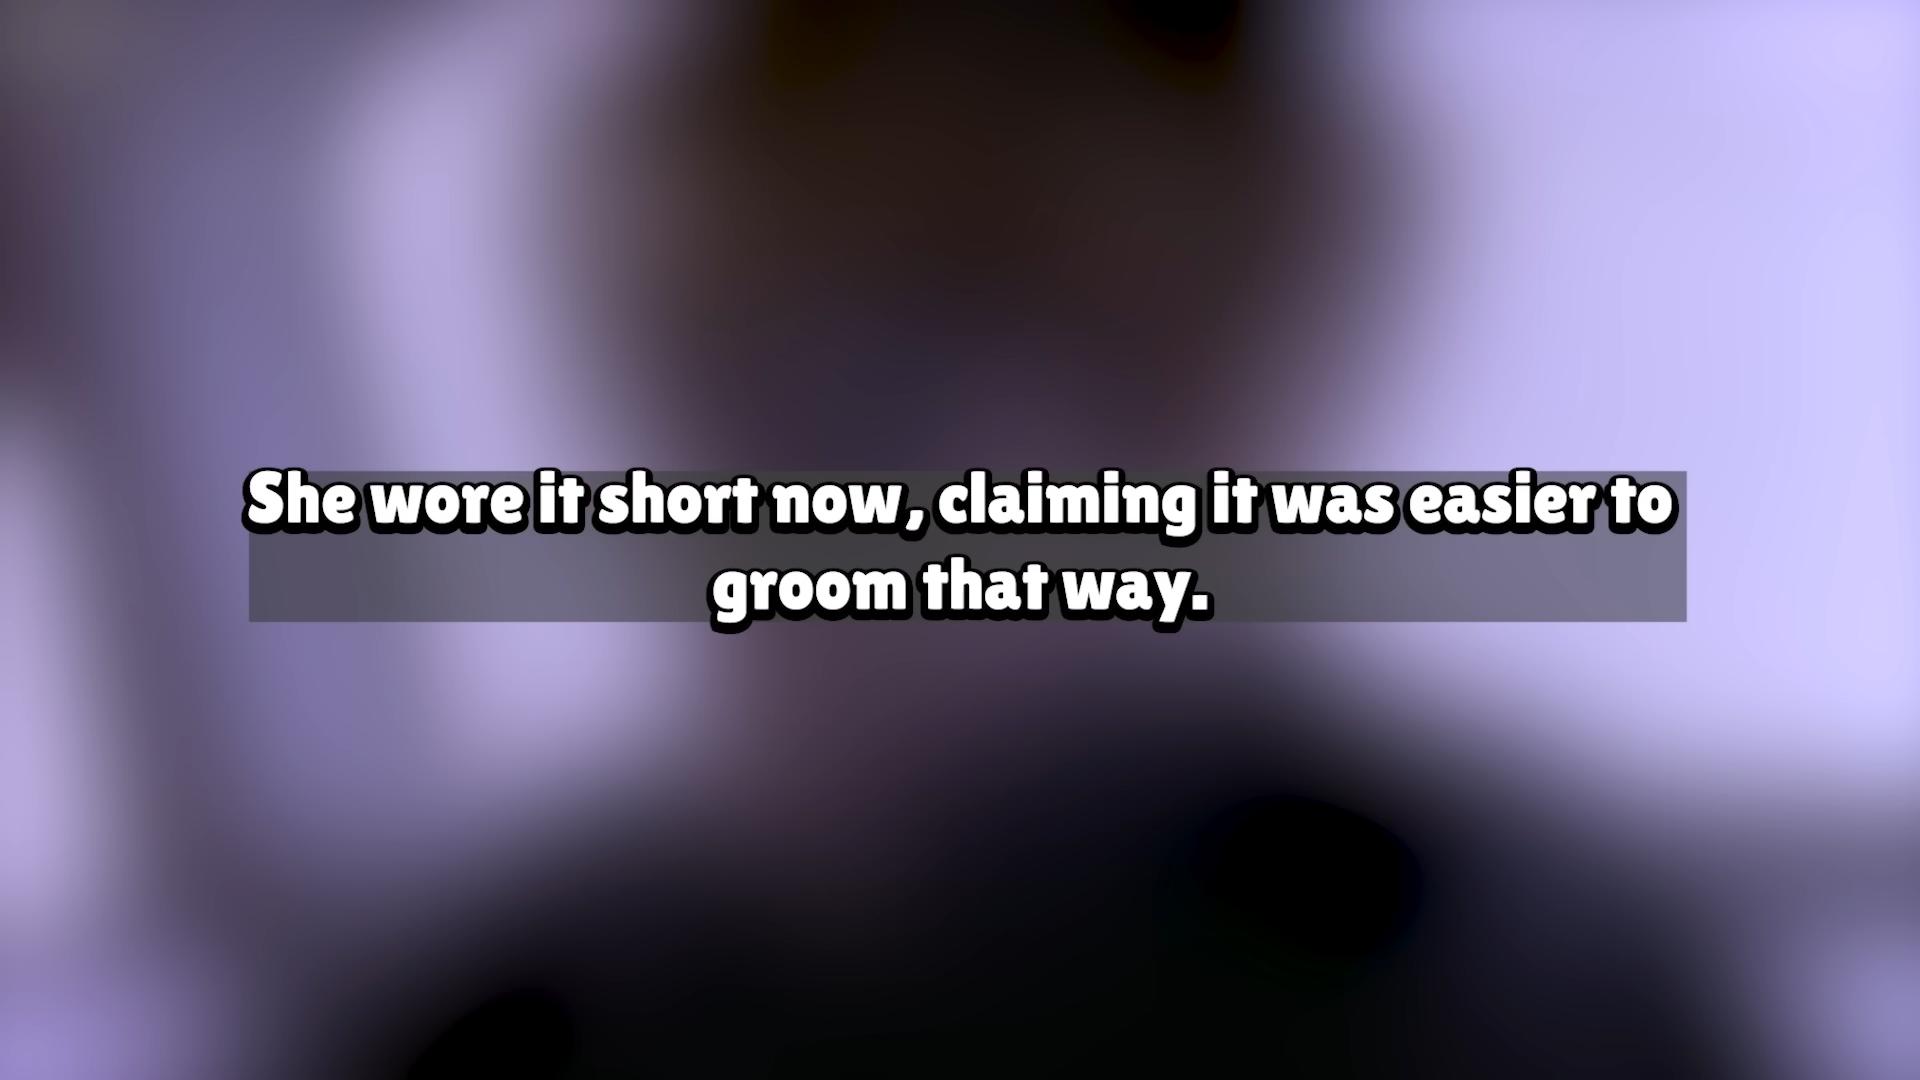 She wore it short now, claiming it was easier to
groom that way.